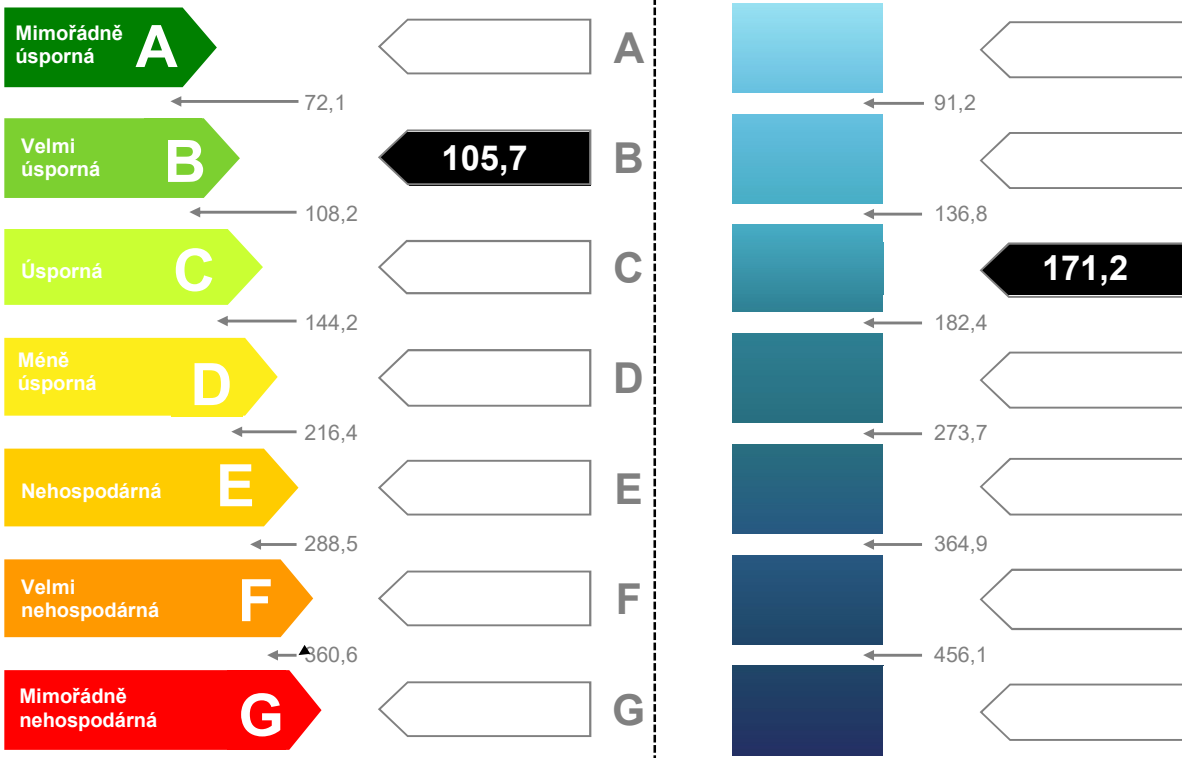 Mimořádně
úsporná
A
A
72,1
91,2
Velmi
úsporná
B
105,7
B
108,2
136,8
Úsporná
C
C
171,2
144,2
182,4
Méně
úsporná
D
D
216,4
273,7
Nehospodárná
E
E
288,5
364,9
Velmi
nehospodárná
F
F
360,6
456,1
Mimořádně
nehospodárná
G
G